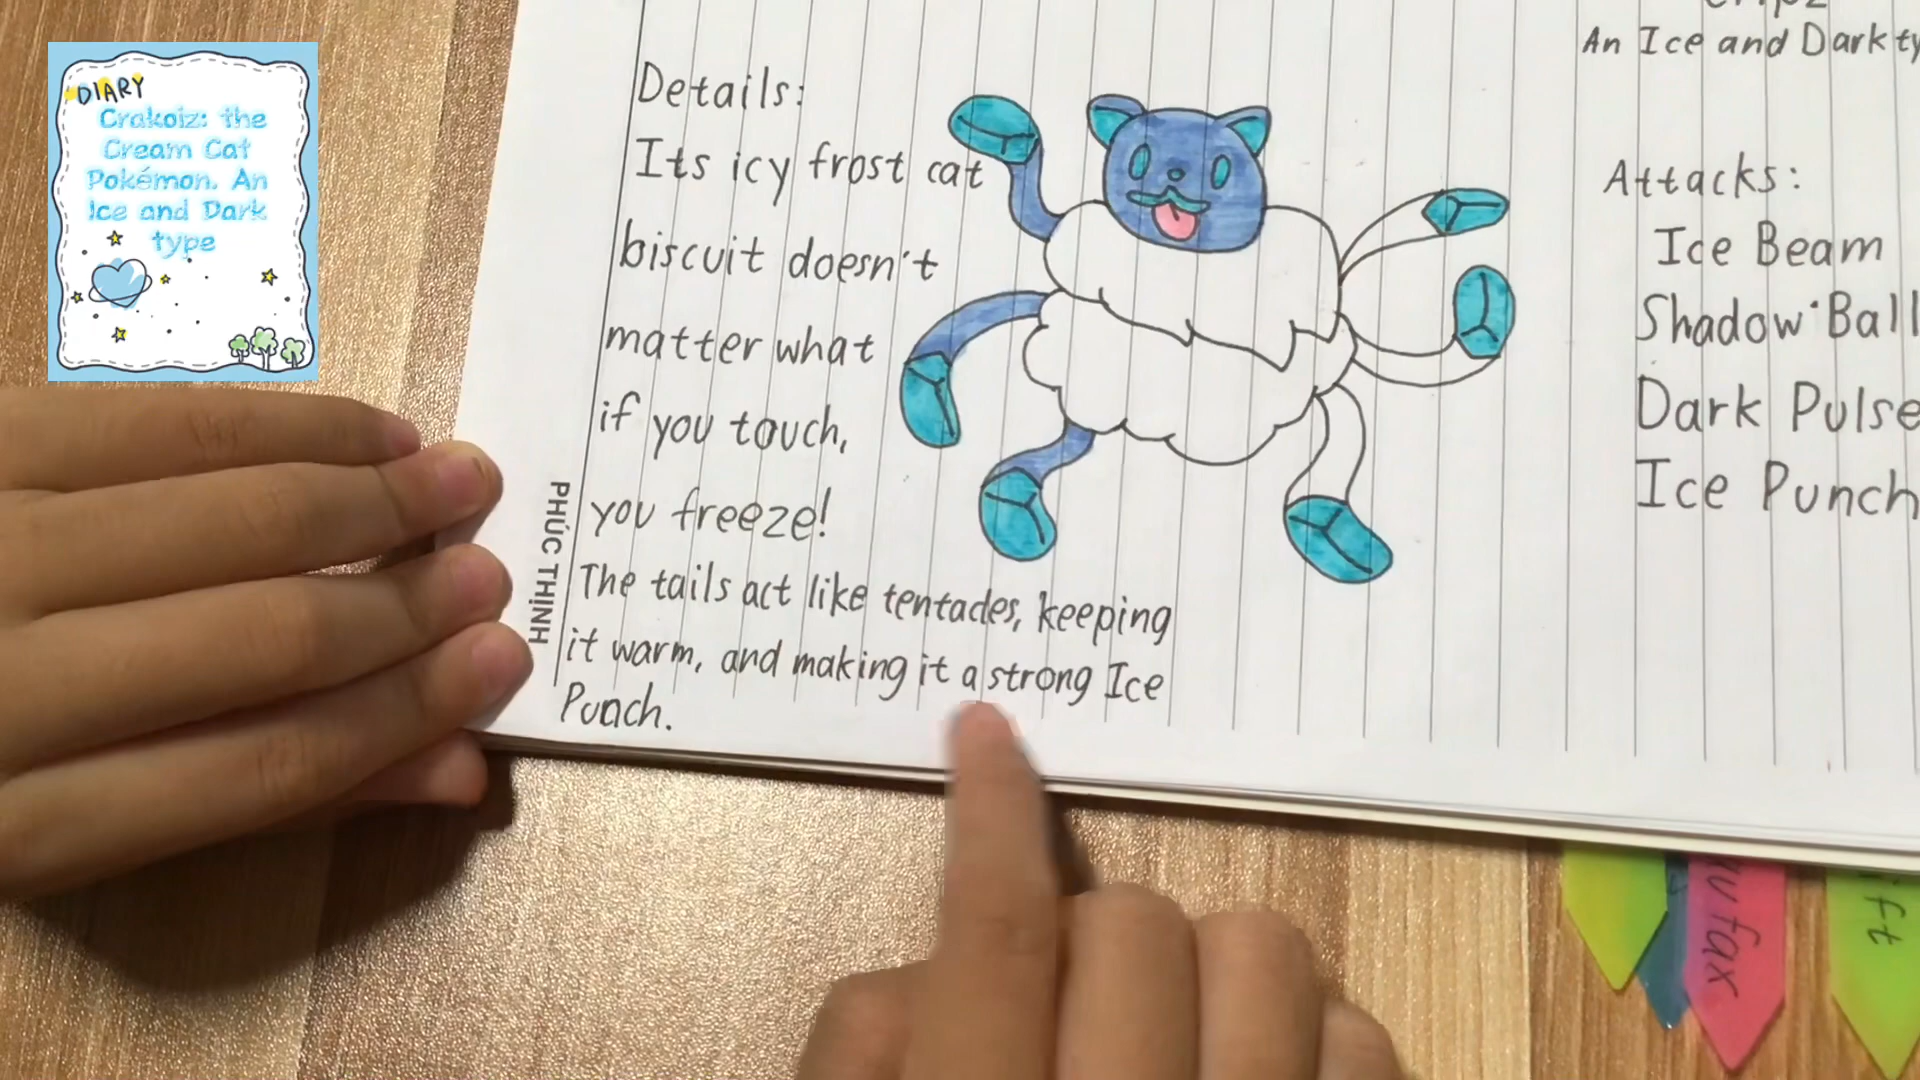 DIARY
Crakoiz: the
Cream Cat
Pokémon. An
Ice and Dark
type
Details:
Its icy frost cat
biscuit doesn't
matter what
if you touch,
you freeze!
The tails act like tentacles, keeping
it warm, and making it a strong Ice
Punch.
PHÚC THỊNH
An Ice and Dark ty
Attacks:
Ice Beam
Shadow Ball
Dark Pulse
Ice Punch